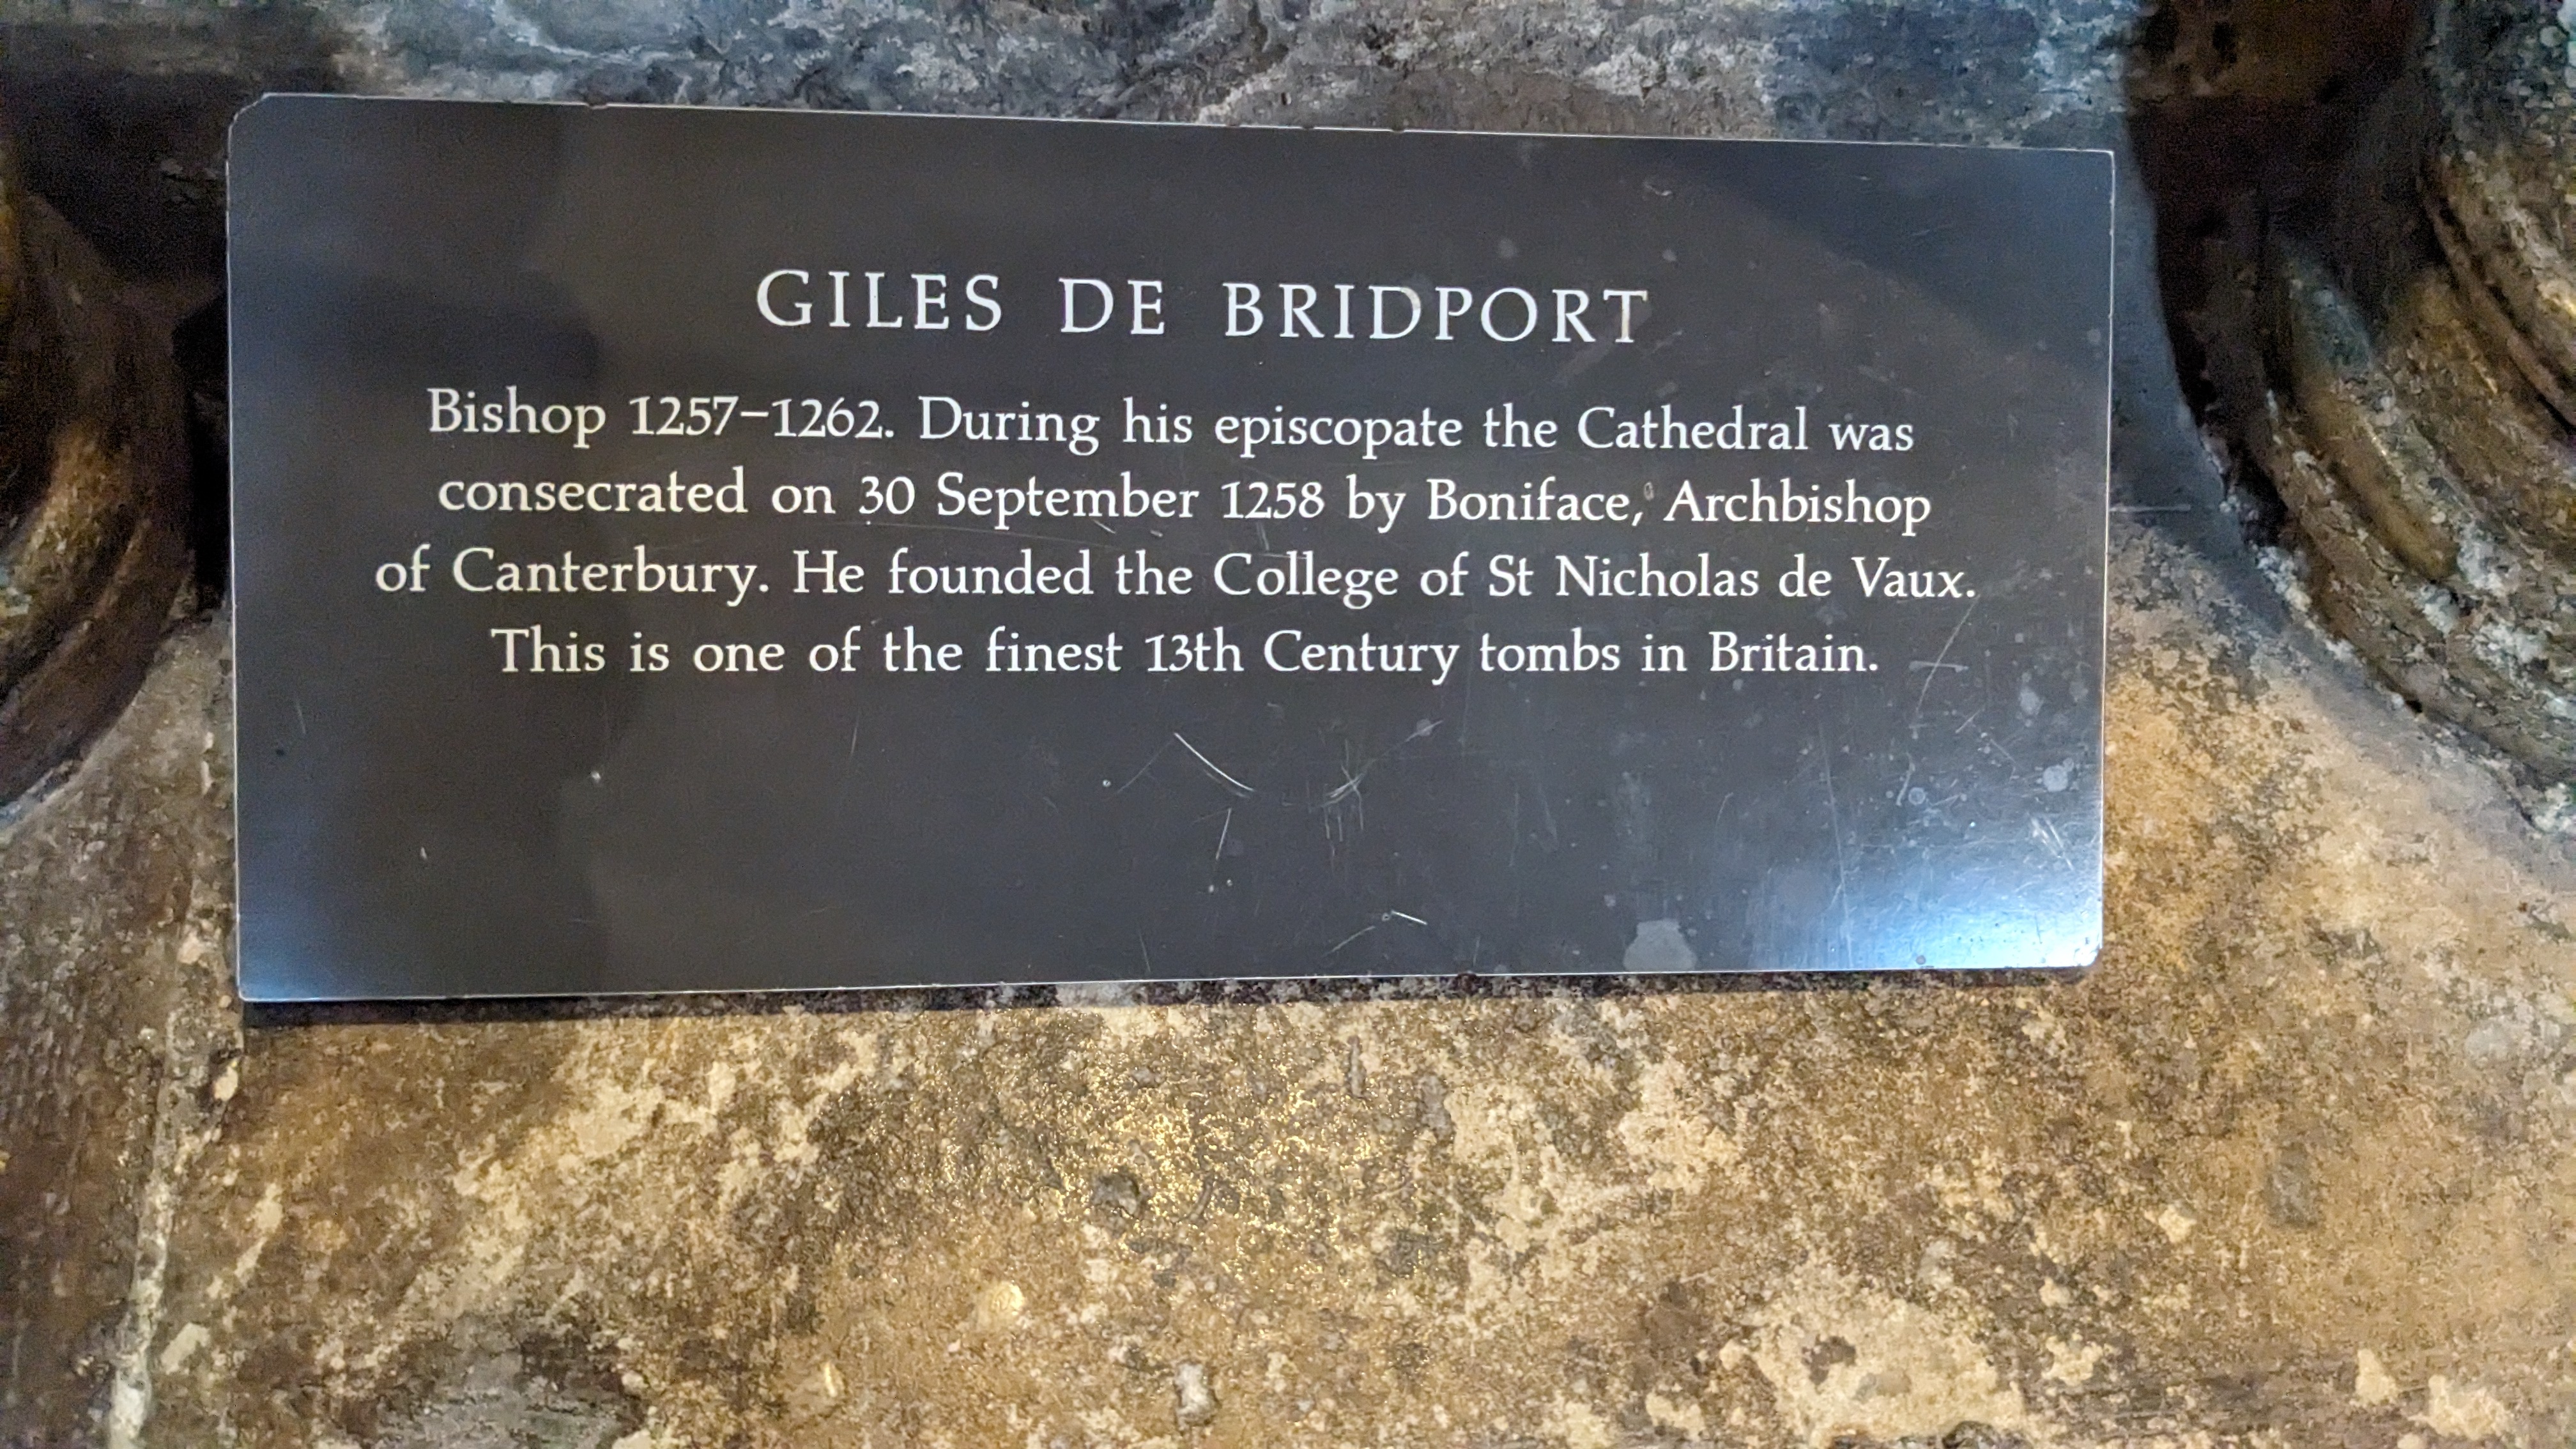 GILES DE BRIDPORT
Bishop 1257–1262. During his episcopate the Cathedral was
consecrated on 30 September 1258 by Boniface, Archbishop
of Canterbury. He founded the College of St Nicholas de Vaux.
This is one of the finest 13th Century tombs in Britain.